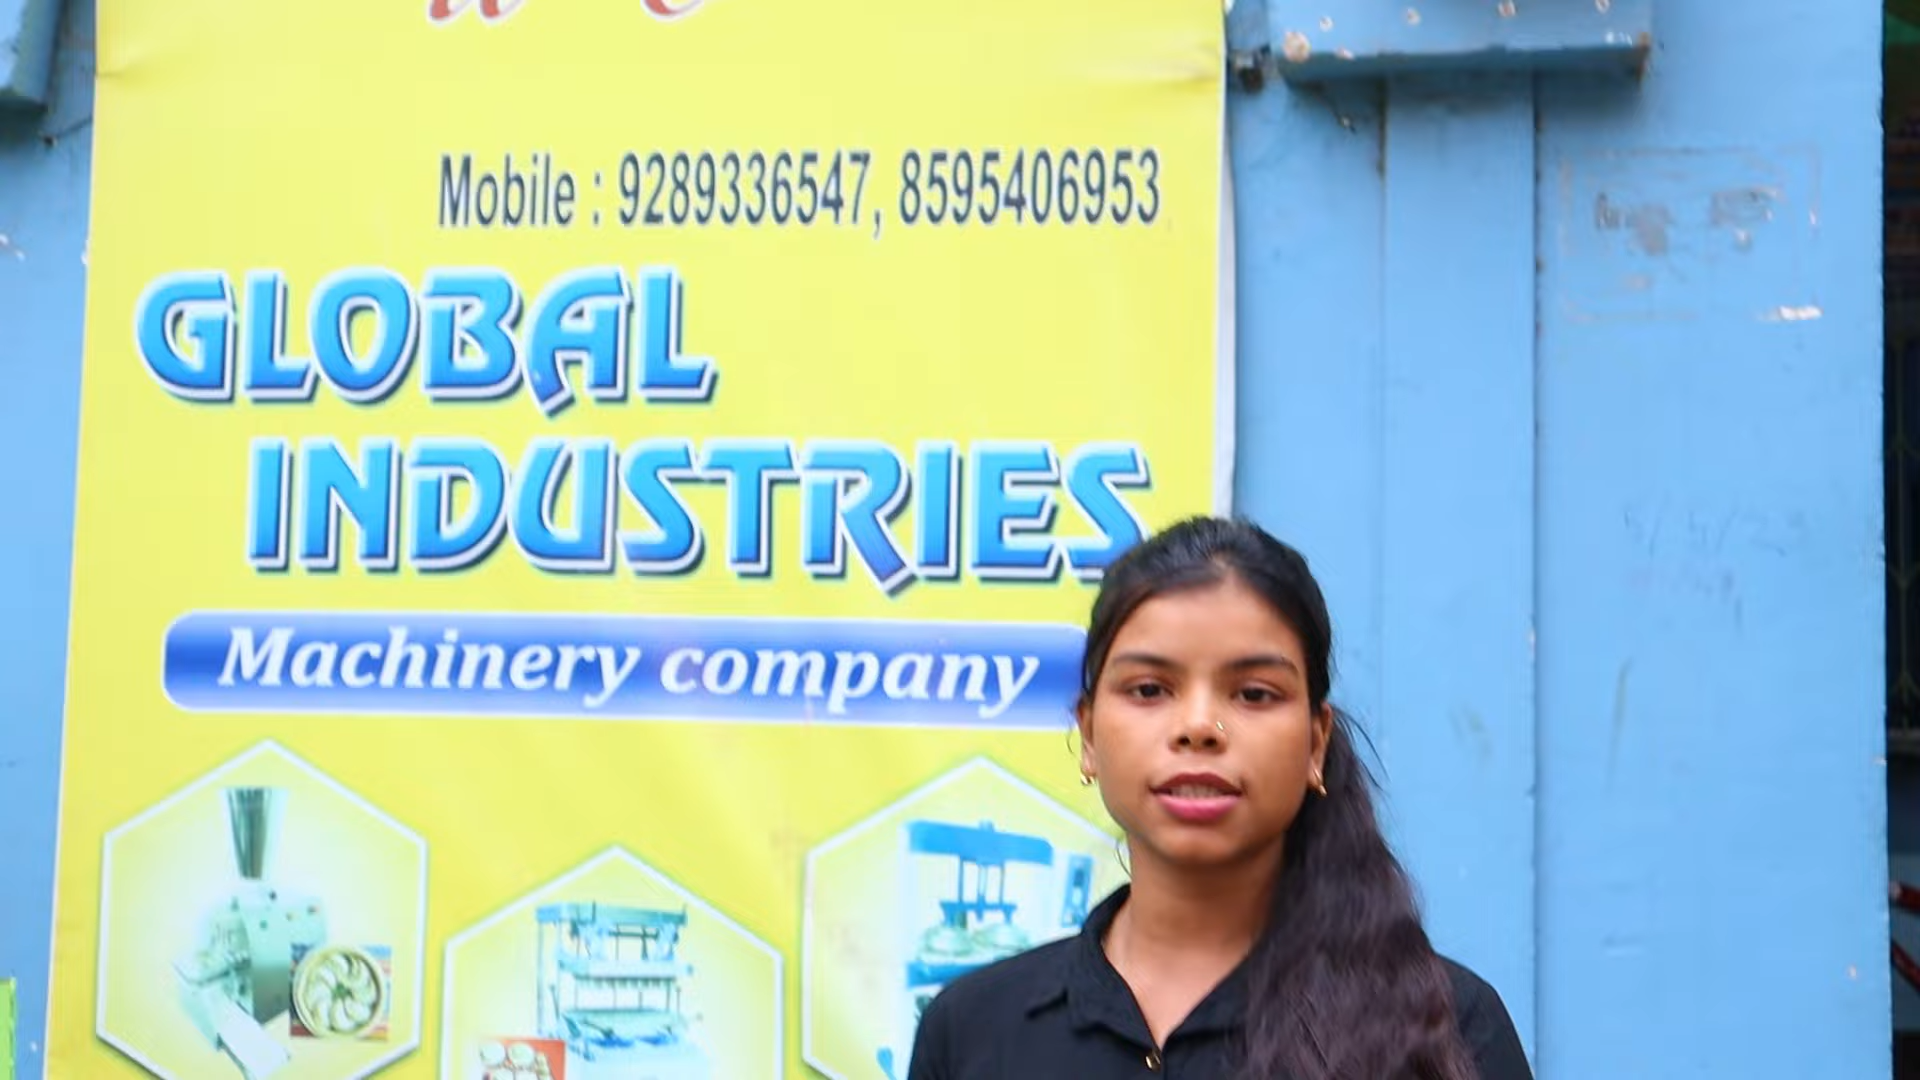 Mobile : 9289336547, 8595406953
GLOBAL
INDUSTRIES
Machinery company